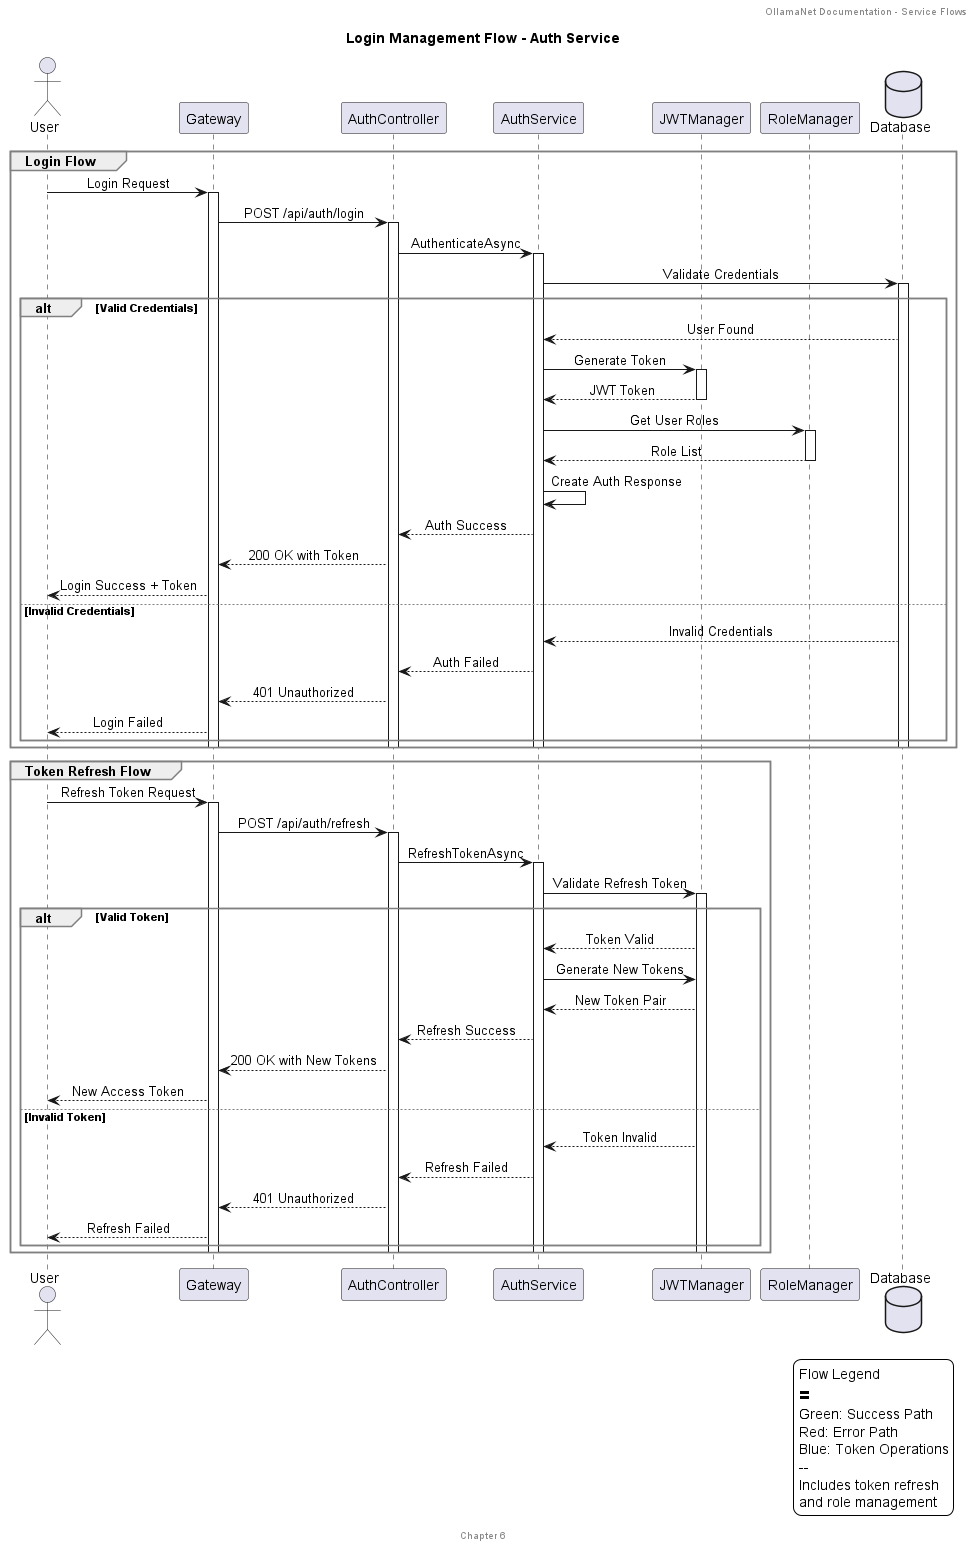 OllamaNet Documentation - Service Flows
Login Management Flow - Auth Service
User
Gateway
AuthController
AuthService
JWTManager
RoleManager
Database
Login Flow
Login Request
POST /api/auth/login
AuthenticateAsync
Validate Credentials
alt [Valid Credentials]
User Found
Generate Token
JWT Token
Get User Roles
Role List
Create Auth Response
Auth Success
200 OK with Token
Login Success + Token
[Invalid Credentials]
Invalid Credentials
Auth Failed
401 Unauthorized
Login Failed
Token Refresh Flow
Refresh Token Request
POST /api/auth/refresh
RefreshTokenAsync
Validate Refresh Token
alt [Valid Token]
Token Valid
Generate New Tokens
New Token Pair
Refresh Success
200 OK with New Tokens
New Access Token
[Invalid Token]
Token Invalid
Refresh Failed
401 Unauthorized
Refresh Failed
User
Gateway
AuthController
AuthService
JWTManager
RoleManager
Database
Flow Legend
=
Green: Success Path
Red: Error Path
Blue: Token Operations
--
Includes token refresh
and role management
Chapter 6